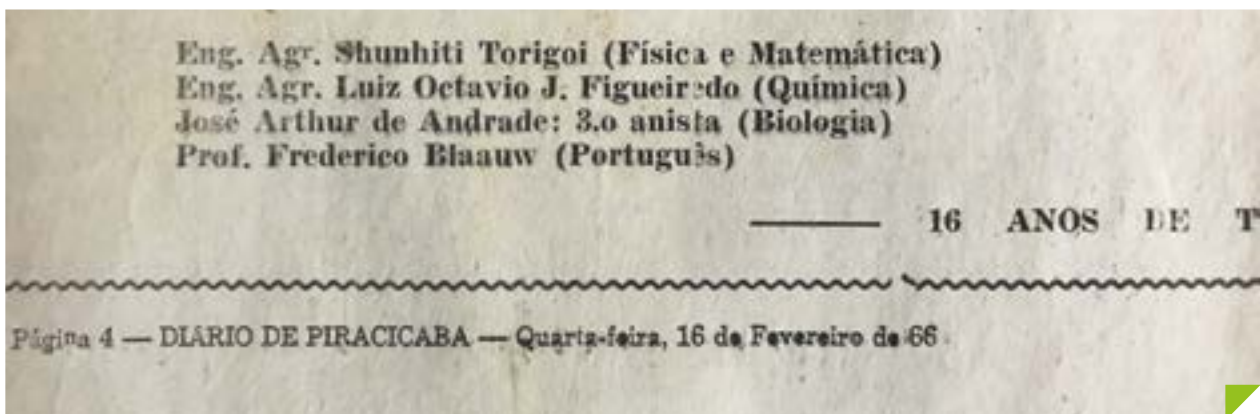 Eng. Agr. Shunhiti Torigoi (Física e Matemática)
Eng. Agr. Luiz Octavio J. Figueiredo (Química)
José Arthur de Andrade: 3.o anista (Biologia)
Prof. Frederico Blaauw (Português)
——— 16 ANOS DE T
Página 4 — DIÁRIO DE PIRACICABA — Quarta-feira, 16 de Fevereiro de 66